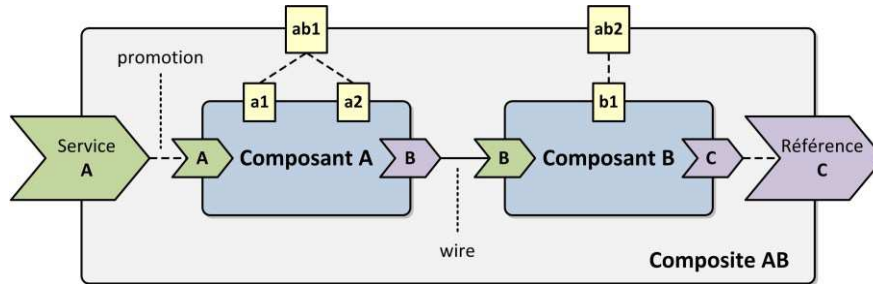 ab1
ab2
promotion
a1
a2
b1
Service
A
A
Composant A
B
B
Composant B
C
Référence
C
wire
Composite AB